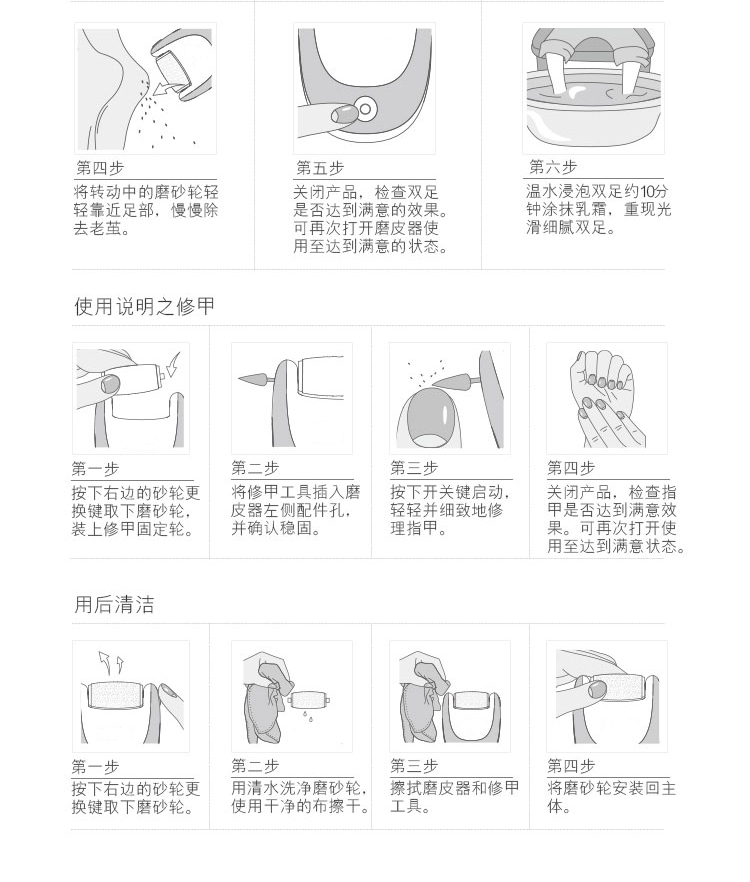 第四步
将转动中的磨砂轮轻
轻靠近足部，慢慢除
去老茧。
第五步
关闭产品，检查双足
是否达到满意的效果。
可再次打开磨皮器使
用至达到满意的状态。
第六步
温水浸泡双足约10分
钟涂抹乳霜，重现光
滑细腻双足。
使用说明之修甲
第一步
按下右边的砂轮更
换键取下磨砂轮，
装上修甲固定轮。
第二步
将修甲工具插入磨
皮器左侧配件孔，
并确认稳固。
第三步
按下开关键启动，
轻轻并细致地修
理指甲。
第四步
关闭产品，检查指
甲是否达到满意效
果。可再次打开使
用至达到满意状态。
用后清洁
第一步
按下右边的砂轮更
换键取下磨砂轮。
第二步
用清水洗净磨砂轮，
使用干净的布擦干。
第三步
擦拭磨皮器和修甲
工具。
第四步
将磨砂轮安装回主
体。